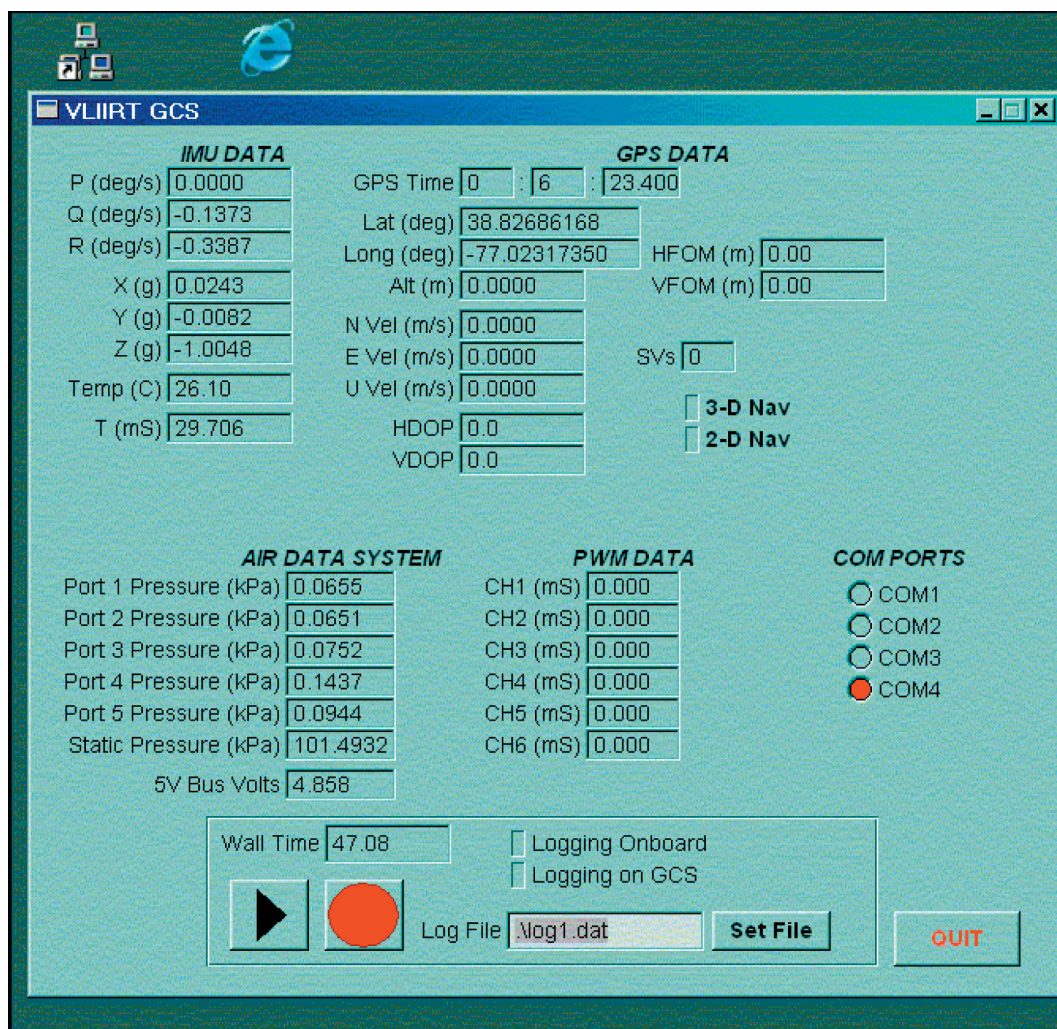 VLIIRT GCS
IMU DATA
P (deg/s) 0.0000
Q (deg/s) -0.1373
R (deg/s) -0.3387
X (g) 0.0243
Y (g) -0.0082
Z (g) -1.0048
Temp (C) 26.10
T (mS) 29.706
GPS DATA
GPS Time 0 : 6 : 23.400
Lat (deg) 38.82686168
Long (deg) -77.02317350
Alt (m) 0.0000
HFOM (m) 0.00
VFOM (m) 0.00
N Vel (m/s) 0.0000
E Vel (m/s) 0.0000
U Vel (m/s) 0.0000
SVs 0
HDOP 0.0
VDOP 0.0
3-D Nav
2-D Nav
AIR DATA SYSTEM
Port 1 Pressure (kPa) 0.0655
Port 2 Pressure (kPa) 0.0651
Port 3 Pressure (kPa) 0.0752
Port 4 Pressure (kPa) 0.1437
Port 5 Pressure (kPa) 0.0944
Static Pressure (kPa) 101.4932
5V Bus Volts 4.858
PWM DATA
CH1 (mS) 0.000
CH2 (mS) 0.000
CH3 (mS) 0.000
CH4 (mS) 0.000
CH5 (mS) 0.000
CH6 (mS) 0.000
COM PORTS
COM1
COM2
COM3
COM4
Wall Time 47.08
Logging Onboard
Logging on GCS
Log File .\log1.dat Set File
QUIT